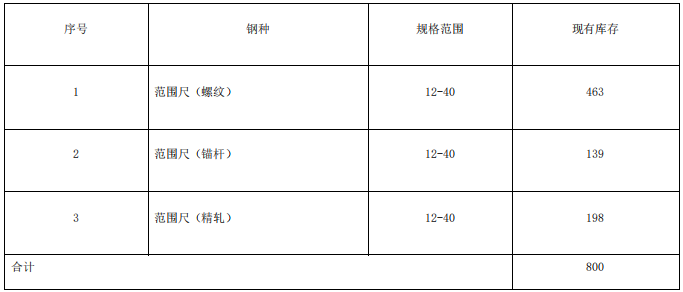 序号 钢种 规格范围 现有库存
1 范围尺（螺纹） 12-40 463
2 范围尺（锚杆） 12-40 139
3 范围尺（精轧） 12-40 198
合计 800